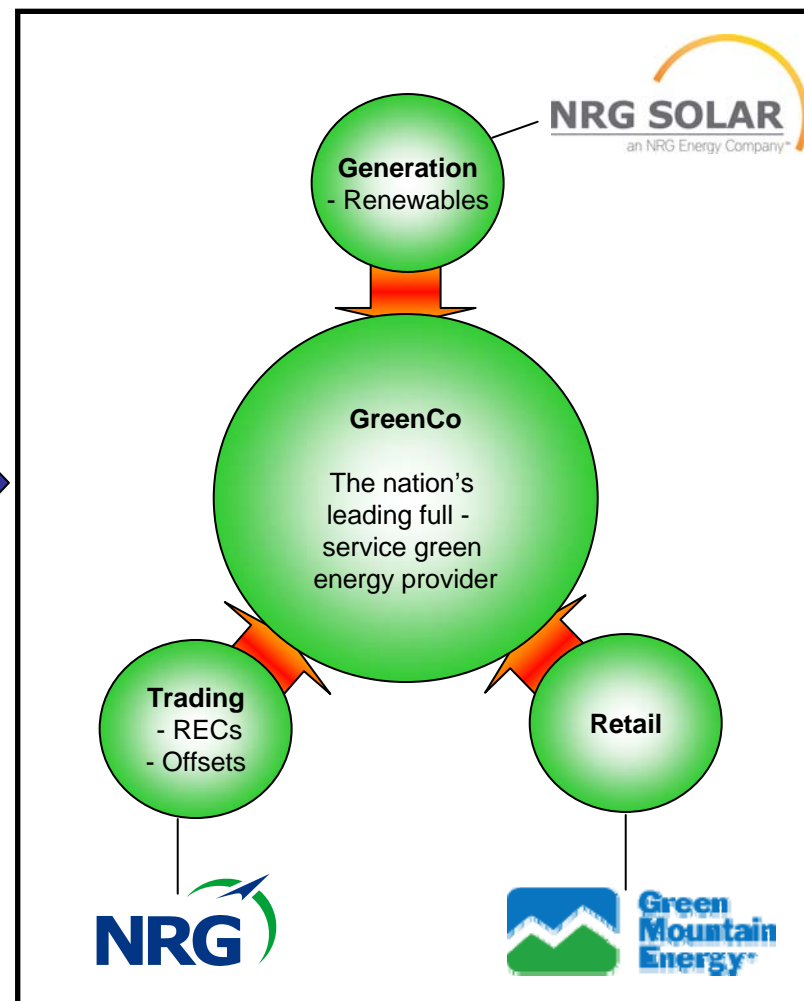 NRG SOLAR
an NRG Energy Company℠
Generation
- Renewables
GreenCo
The nation's
leading full -
service green
energy provider
Trading
- RECs
- Offsets
Retail
NRG
Green
Mountain
Energy